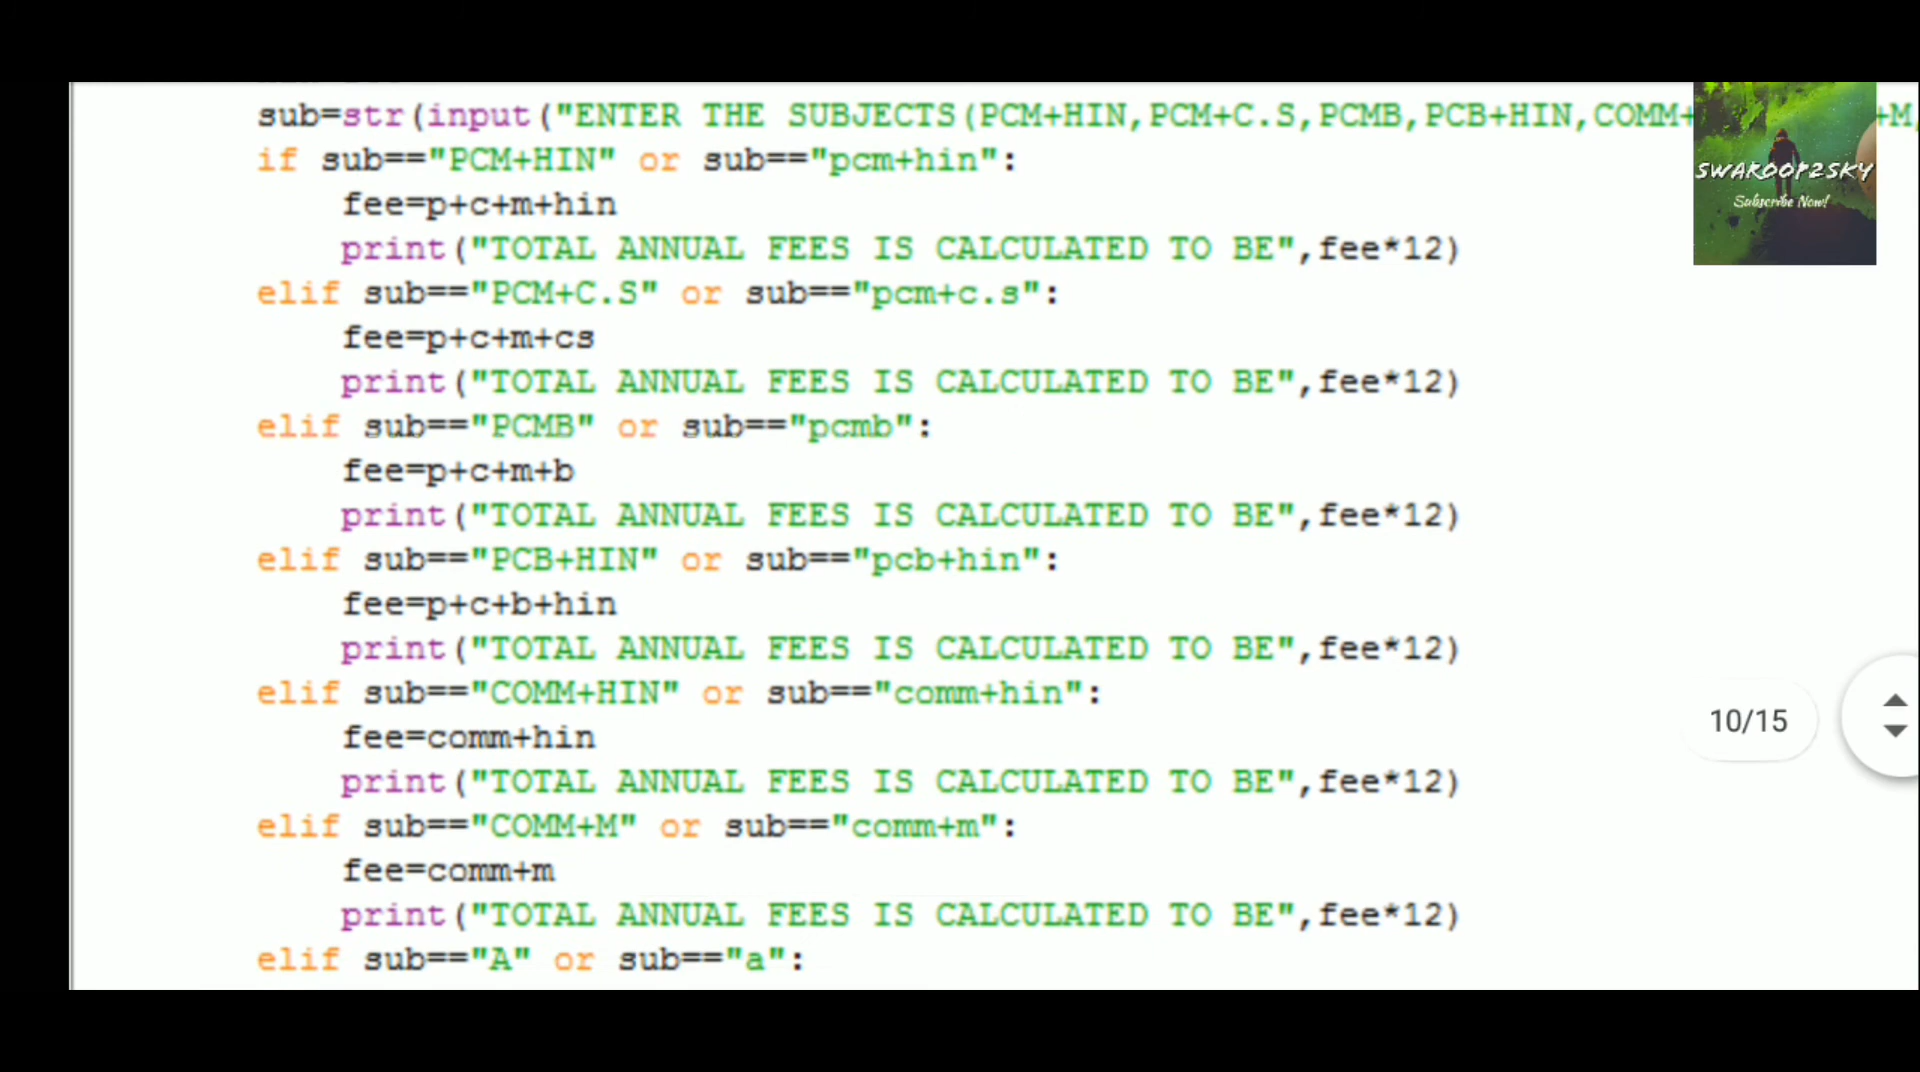 sub=str(input("ENTER THE SUBJECTS(PCM+HIN,PCM+C.S,PCMB,PCB+HIN,COMM+ +M,
if sub=="PCM+HIN" or sub=="pcm+hin":
fee=p+c+m+hin
print("TOTAL ANNUAL FEES IS CALCULATED TO BE",fee*12)
elif sub=="PCM+C.S" or sub=="pcm+c.s":
fee=p+c+m+cs
print("TOTAL ANNUAL FEES IS CALCULATED TO BE",fee*12)
elif sub=="PCMB" or sub=="pcmb":
fee=p+c+m+b
print("TOTAL ANNUAL FEES IS CALCULATED TO BE",fee*12)
elif sub=="PCB+HIN" or sub=="pcb+hin":
fee=p+c+b+hin
print("TOTAL ANNUAL FEES IS CALCULATED TO BE",fee*12)
elif sub=="COMM+HIN" or sub=="comm+hin":
fee=comm+hin
print("TOTAL ANNUAL FEES IS CALCULATED TO BE",fee*12)
elif sub=="COMM+M" or sub=="comm+m":
fee=comm+m
print("TOTAL ANNUAL FEES IS CALCULATED TO BE",fee*12)
elif sub=="A" or sub=="a":
SWAROOP2SKY
Subscribe Now!
10/15